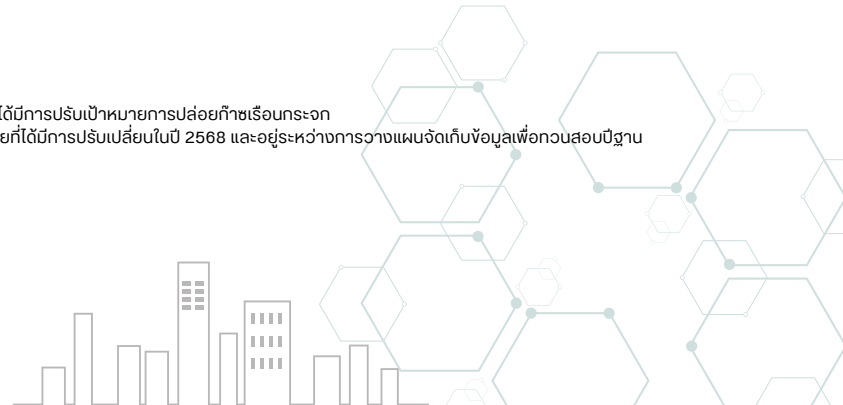 ได้มีการปรับเป้าหมายการปล่อยก๊าซเรือนกระจก
ยที่ได้มีการปรับเปลี่ยนในปี 2568 และอยู่ระหว่างการวางแผนจัดเก็บข้อมูลเพื่อทวนสอบปีฐาน